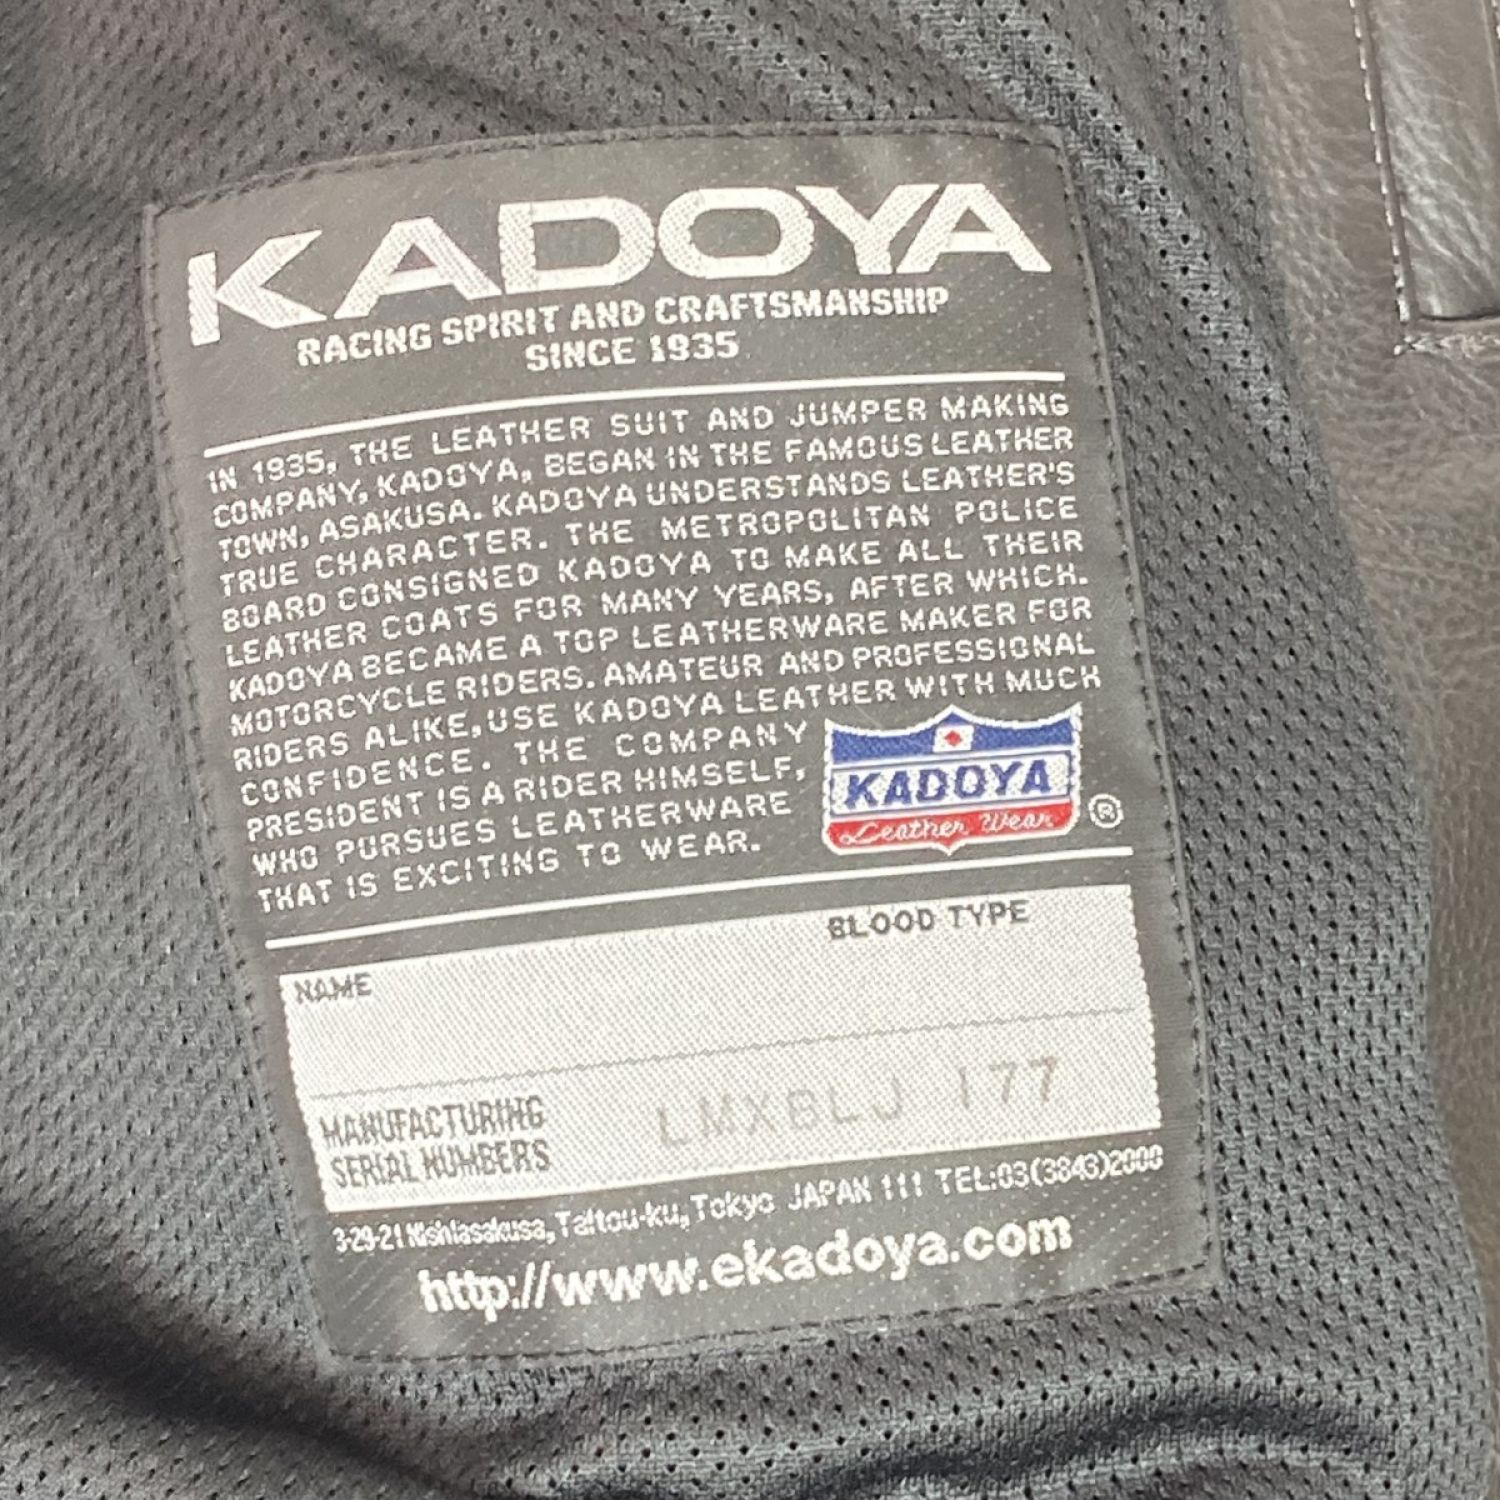 KADOYA
RACING SPIRIT AND CRAFTSMANSHIP
SINCE 1935
IN 1935, THE LEATHER SUIT AND JUMPER MAKING
COMPANY, KADOYA, BEGAN IN THE FAMOUS LEATHER
TOWN, ASAKUSA. KADOYA UNDERSTANDS LEATHER'S
TRUE CHARACTER. THE METROPOLITAN POLICE
BOARD CONSIGNED KADOYA TO MAKE ALL THEIR
LEATHER COATS FOR MANY YEARS, AFTER WHICH.
KADOYA BECAME A TOP LEATHERWARE MAKER FOR
MOTORCYCLE RIDERS. AMATEUR AND PROFESSIONAL
RIDERS ALIKE, USE KADOYA LEATHER WITH MUCH
CONFIDENCE. THE COMPANY
PRESIDENT IS A RIDER HIMSELF,
WHO PURSUES LEATHERWARE
THAT IS EXCITING TO WEAR.
KADOYA
Leather Wear
®
NAME
BLOOD TYPE
MANUFACTURING
SERIAL NUMBERS
LMXBLJ 177
3-29-21 Nishiasakusa, Taitou-ku, Tokyo JAPAN 111 TEL:03(3843)2000
http://www.ekadoya.com